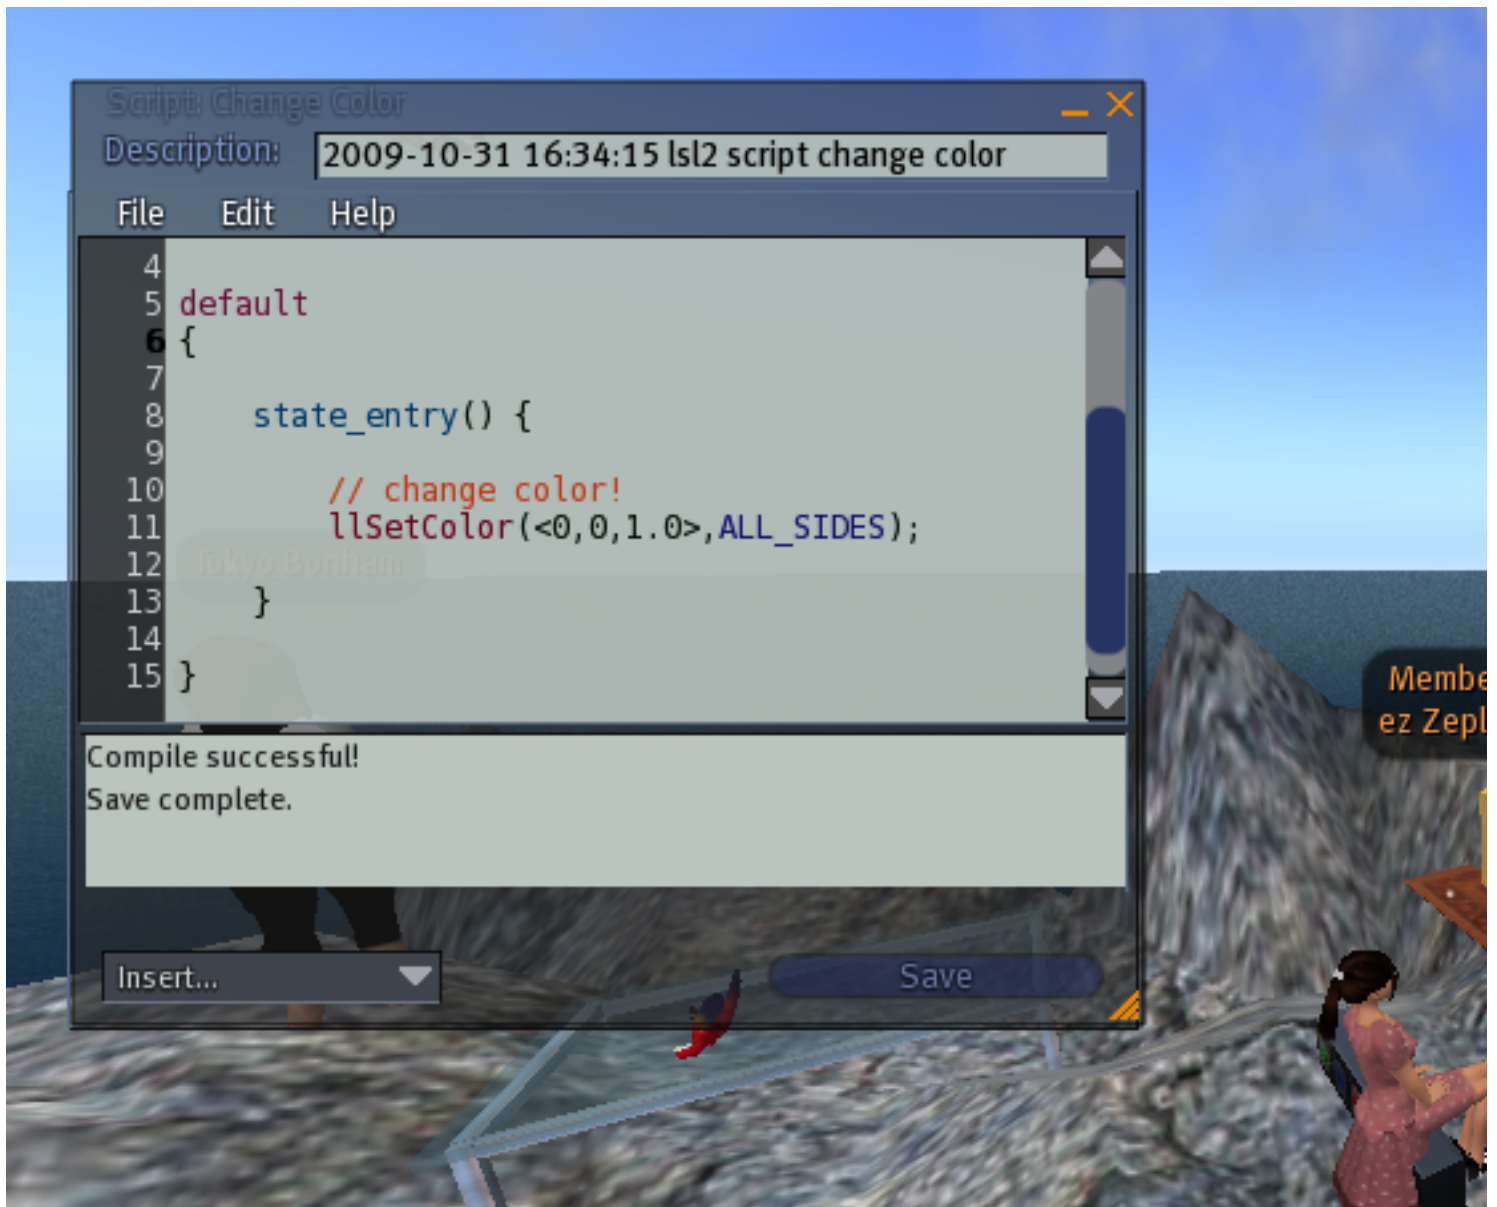 Script: Change Color
Description: 2009-10-31 16:34:15 lsl2 script change color
File Edit Help
4
5 default
6 {
7
8 state_entry() {
9
10 // change color!
11 llSetColor(<0,0,1.0>,ALL_SIDES);
12
Tokyo Bonham
13 }
14
15 }
Membe
ez Zepl
Compile successful!
Save complete.
Insert... Save